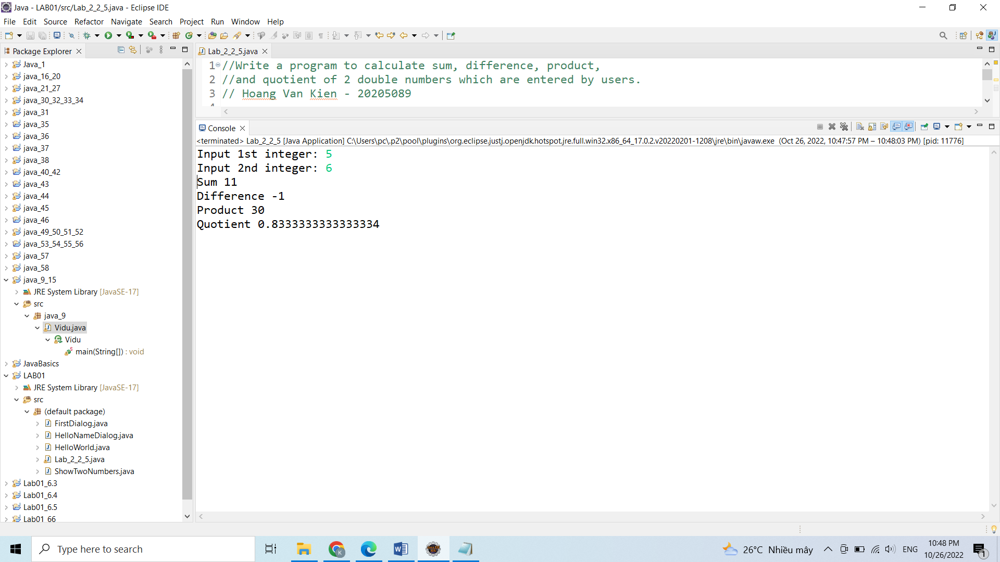 Java - LAB01/src/Lab_2_2_5.java - Eclipse IDE
File Edit Source Refactor Navigate Search Project Run Window Help
Package Explorer
Java_1
java_16_20
java_21_27
java_30_32_33_34
java_31
java_35
java_36
java_37
java_38
java_40_42
java_43
java_44
java_45
java_46
java_49_50_51_52
java_53_54_55_56
java_57
java_58
java_9_15
JRE System Library [JavaSE-17]
src
java_9
Vidu.java
Vidu
main(String[]) : void
JavaBasics
LAB01
JRE System Library [JavaSE-17]
src
(default package)
FirstDialog.java
HelloNameDialog.java
HelloWorld.java
Lab_2_2_5.java
ShowTwoNumbers.java
Lab01_6.3
Lab01_6.4
Lab01_6.5
Lab01_66
Lab_2_2_5.java
1 //Write a program to calculate sum, difference, product,
2 //and quotient of 2 double numbers which are entered by users.
3 // Hoang Van Kien - 20205089
4
Console
<terminated> Lab_2_2_5 [Java Application] C:\Users\pc\.p2\pool\plugins\org.eclipse.justj.openjdk.hotspot.jre.full.win32.x86_64_17.0.2.v20220201-1208\jre\bin\javaw.exe (Oct 26, 2022, 10:47:57 PM – 10:48:03 PM) [pid: 11776]
Input 1st integer: 5
Input 2nd integer: 6
Sum 11
Difference -1
Product 30
Quotient 0.8333333333333334
Type here to search
26°C Nhiều mây
ENG
10:48 PM
10/26/2022
1